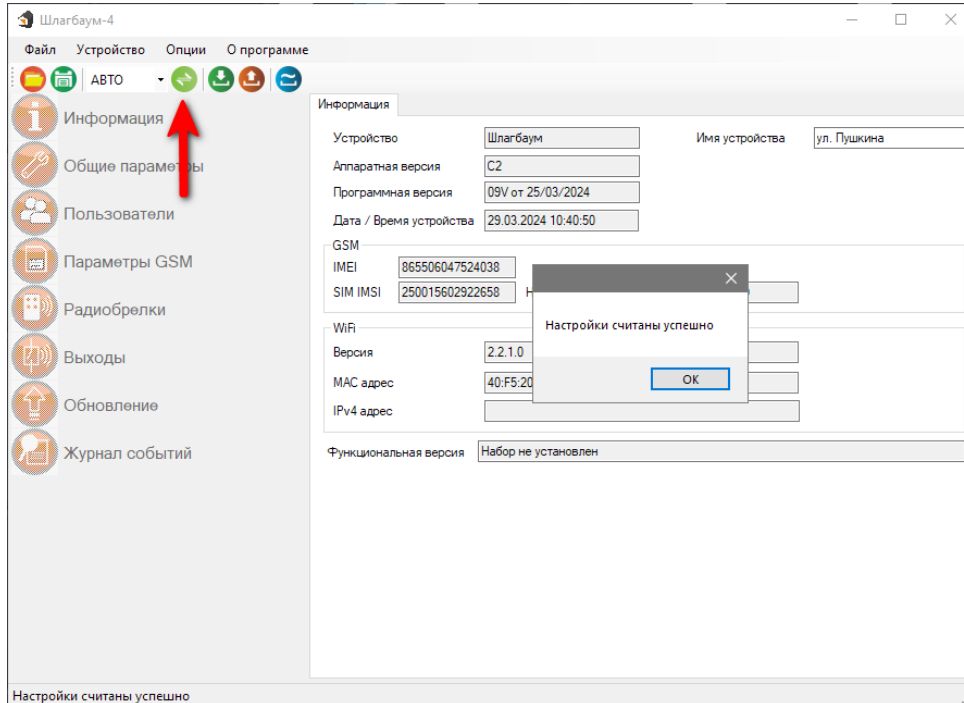 Шлагбаум-4
Файл Устройство Опции О программе
АВТО
Информация
Общие параметры
Пользователи
Параметры GSM
Радиобрелки
Выходы
Обновление
Журнал событий
Информация
Устройство Шлагбаум Имя устройства ул. Пушкина
Аппаратная версия C2
Программная версия 09V от 25/03/2024
Дата / Время устройства 29.03.2024 10:40:50
GSM
IMEI 865506047524038
SIM IMSI 250015602922658
WiFi
Версия 2.2.1.0
MAC адрес 40:F5:20
IPv4 адрес
Функциональная версия Набор не установлен
Настройки считаны успешно
OK
Настройки считаны успешно